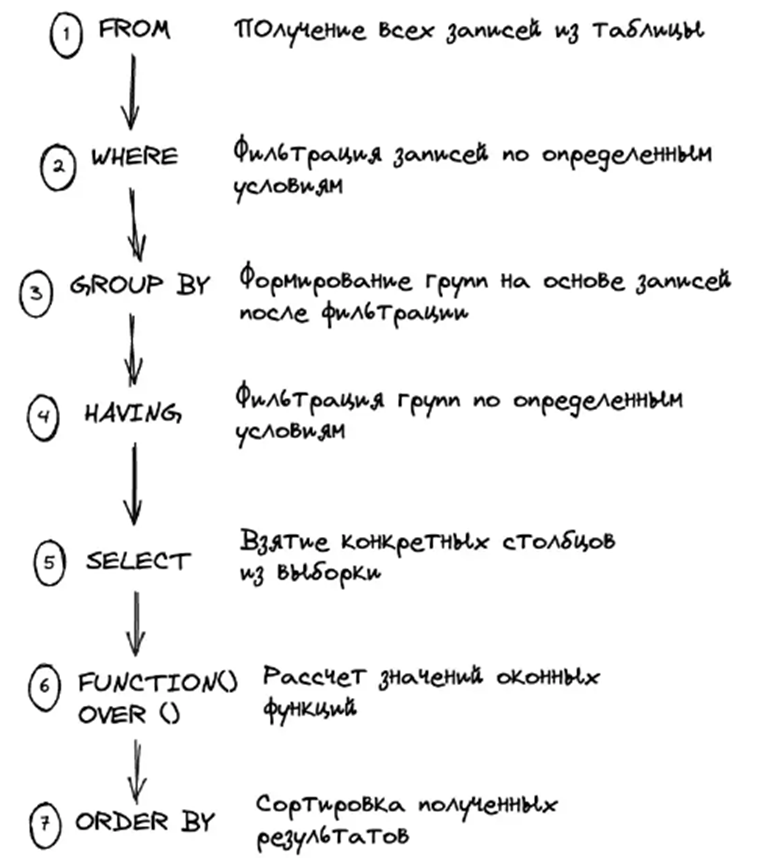 1 FROM ПОлучение всех записей из таблицы
2 WHERE Фильтрация записей по определенным
условиям
3 GROUP BY Формирование групп на основе записей
после фильтрации
4 HAVING Фильтрация групп по определенным
условиям
5 SELECT Взятие конкретных столбцов
из выборки
6 FUNCTION() Рассчет значений оконных
OVER () функций
7 ORDER BY Сортировка полученных
результатов